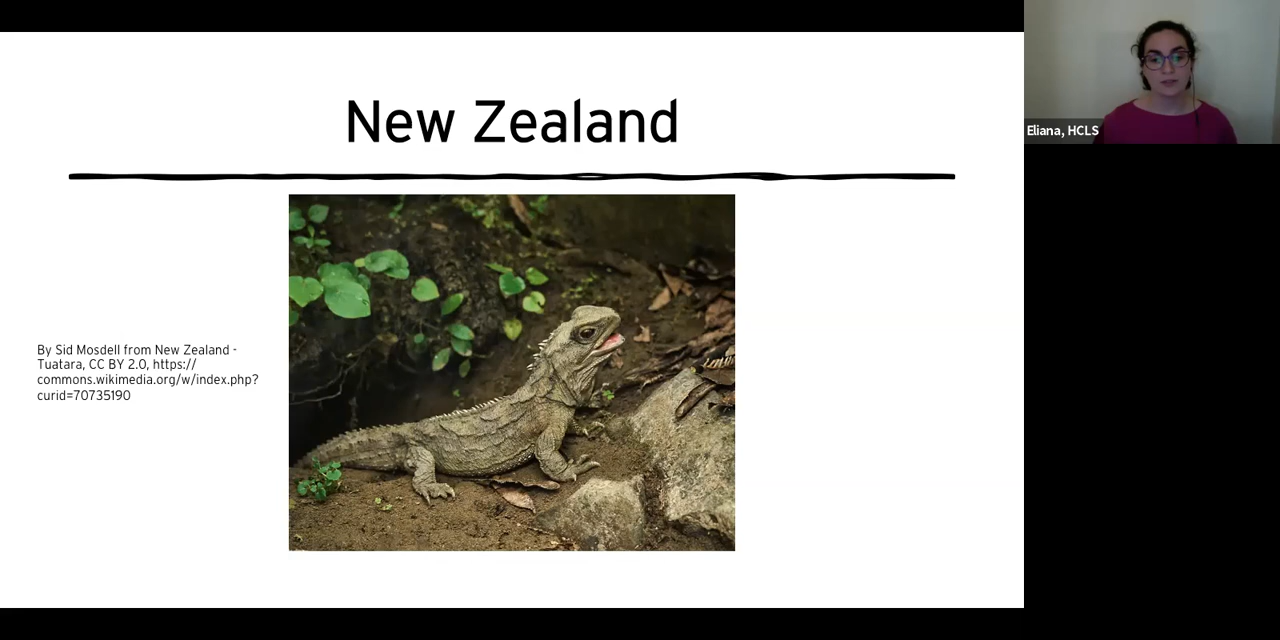 New Zealand
Eliana, HCLS
By Sid Mosdell from New Zealand -
Tuatara, CC BY 2.0, https://
commons.wikimedia.org/w/index.php?
curid=70735190